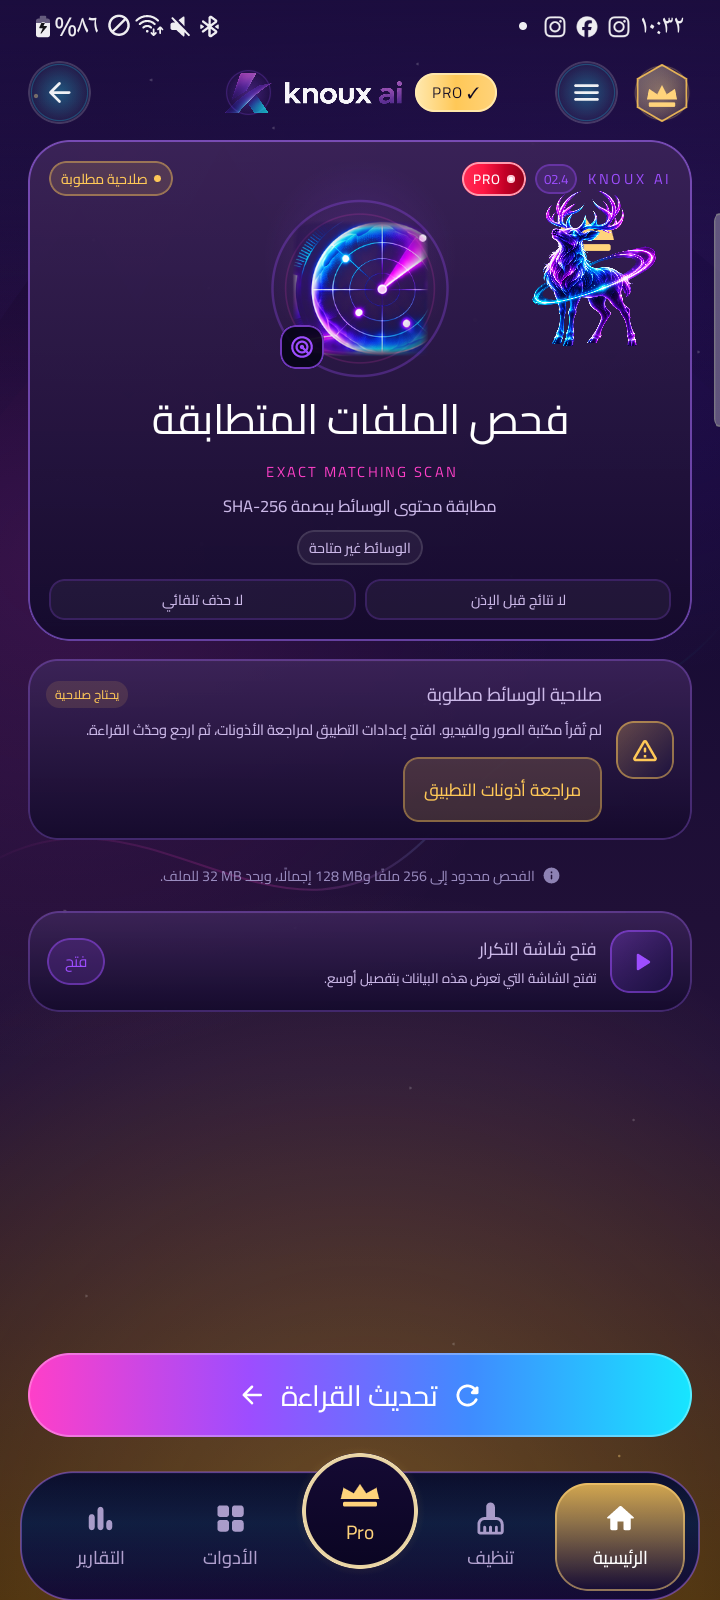 ١٠:٣٢
%٨٦
knoux ai
PRO ✓
KNOUX AI
02.4
PRO
صلاحية مطلوبة
فحص الملفات المتطابقة
EXACT MATCHING SCAN
مطابقة محتوى الوسائط ببصمة SHA-256
الوسائط غير متاحة
لا نتائج قبل الإذن
لا حذف تلقائي
صلاحية الوسائط مطلوبة
يحتاج صلاحية
لم تُقرأ مكتبة الصور والفيديو. افتح إعدادات التطبيق لمراجعة الأذونات، ثم ارجع وحدّث القراءة.
مراجعة أذونات التطبيق
الفحص محدود إلى 256 ملفًا و128 MB إجمالًا، وبحد 32 MB للملف.
فتح شاشة التكرار
تفتح الشاشة التي تعرض هذه البيانات بتفصيل أوسع.
فتح
تحديث القراءة
الرئيسية
تنظيف
Pro
الأدوات
التقارير